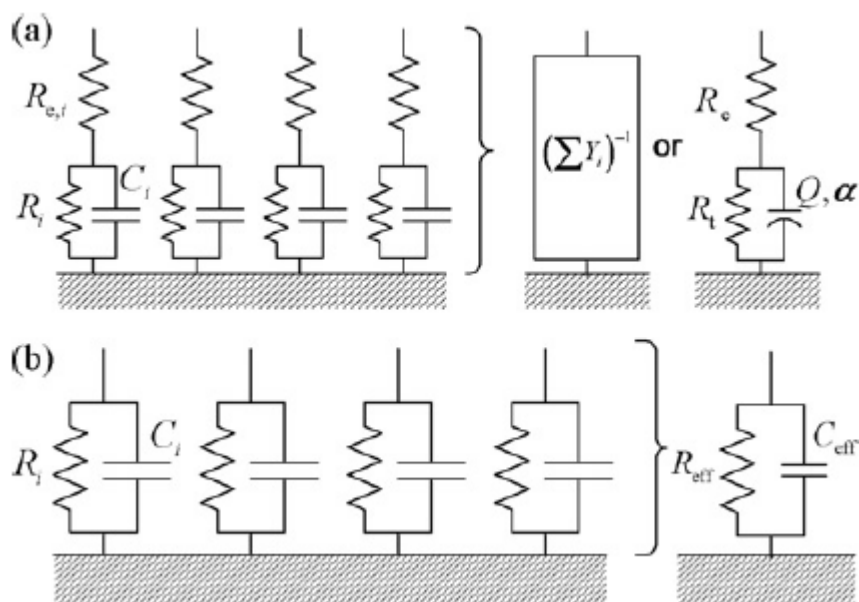 (a)
R_e,i
C_i
R_i
(∑ Y_i)^-1 or
R_e
R_t
Q, α
(b)
R_i
C_i
R_eff
C_eff